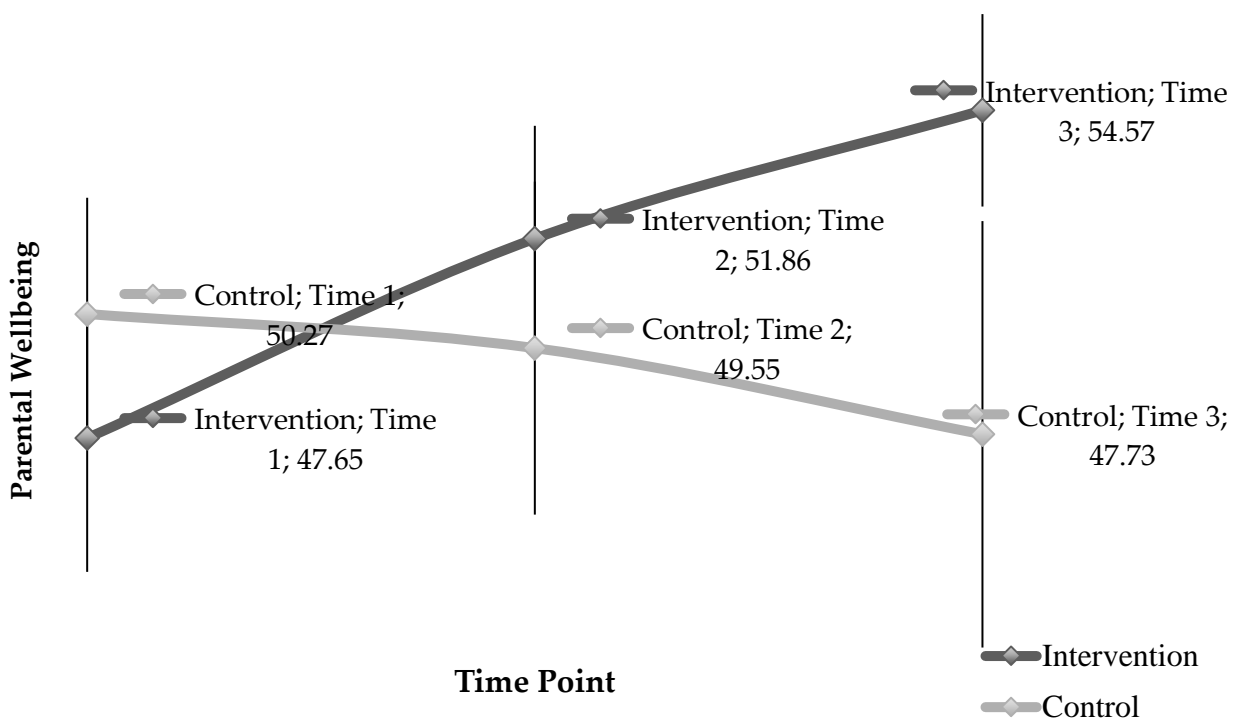 Intervention; Time
3; 54.57
Intervention; Time
2; 51.86
Control; Time 1;
50.27
Control; Time 2;
49.55
Intervention; Time
1; 47.65
Control; Time 3;
47.73
Parental Wellbeing
Time Point
Intervention
Control